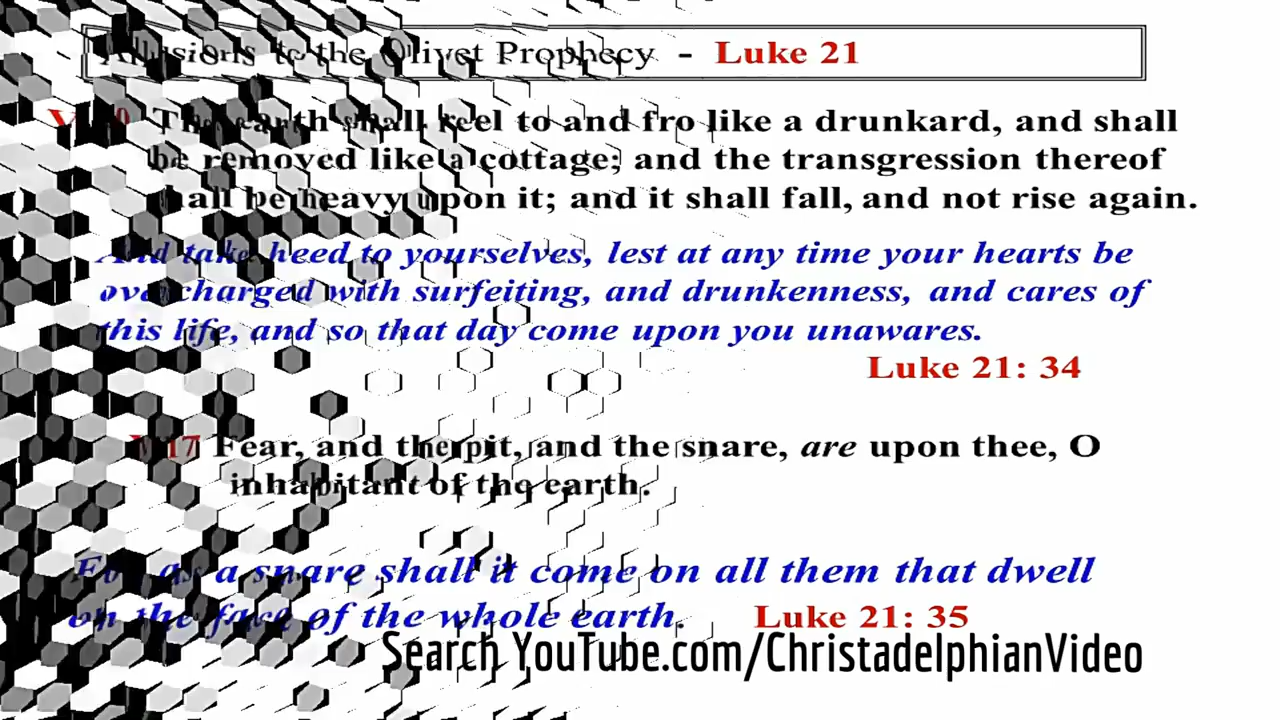 Allusions to the Olivet Prophecy - Luke 21
The earth shall reel to and fro like a drunkard, and shall
be removed like a cottage; and the transgression thereof
shall be heavy upon it; and it shall fall, and not rise again.
And take heed to yourselves, lest at any time your hearts be
overcharged with surfeiting, and drunkenness, and cares of
this life, and so that day come upon you unawares.
Luke 21: 34
V.17 Fear, and the pit, and the snare, are upon thee, O
inhabitant of the earth.
For as a snare shall it come on all them that dwell
on the face of the whole earth. Luke 21: 35
Search YouTube.com/ChristadelphianVideo